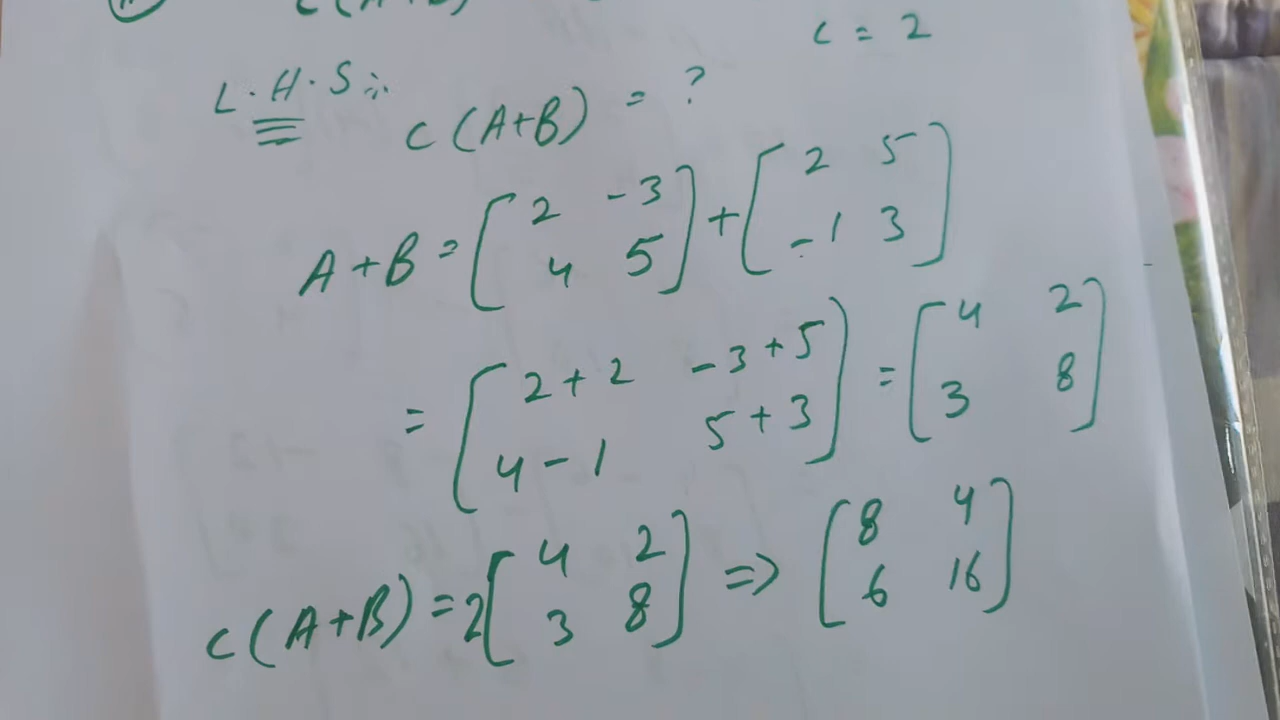 c(A+B)
c = 2
L.H.S:
c(A+B) = ?
A+B = [2 -3
4 5] + [2 5
-1 3]
= [2+2 -3+5
4-1 5+3] = [4 2
3 8]
c(A+B) = 2[4 2
3 8] => [8 4
6 16]